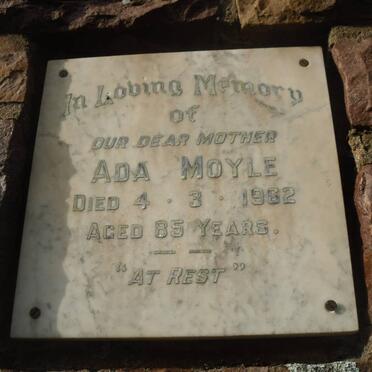 In Loving Memory
of
OUR DEAR MOTHER
ADA MOYLE
DIED 4 · 3 · 1962
AGED 85 YEARS.
"AT REST"